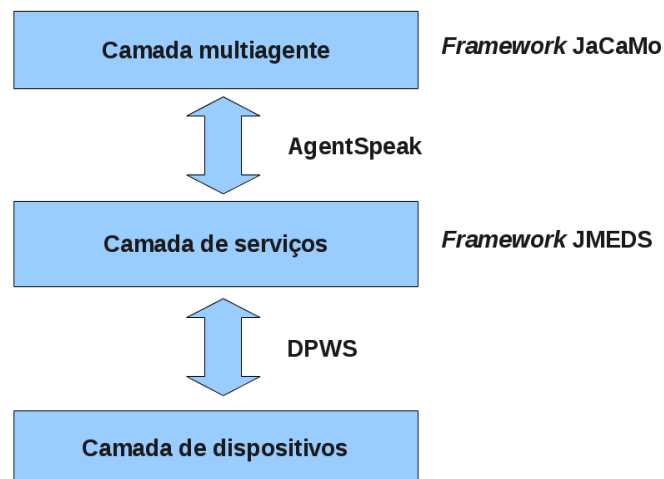 Camada multiagente
Framework JaCaMo
AgentSpeak
Camada de serviços
Framework JMEDS
DPWS
Camada de dispositivos